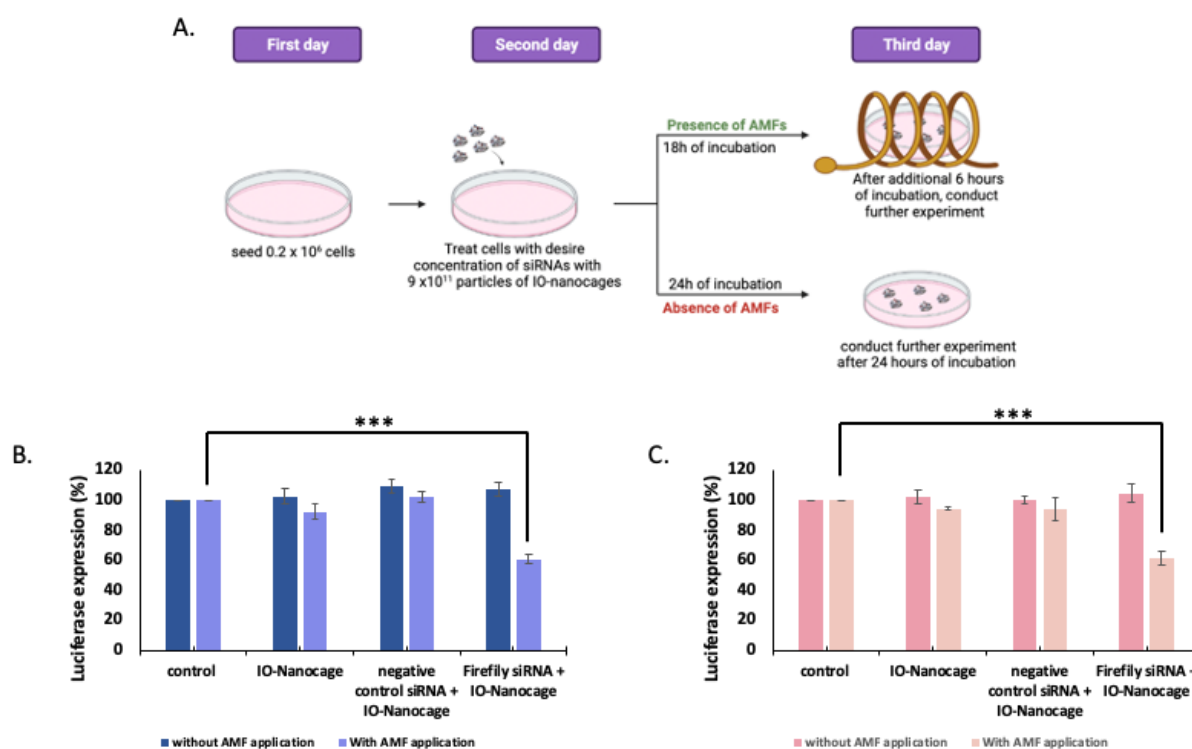 A.
First day
Second day
Third day
seed 0.2 x 10⁶ cells
Treat cells with desire
concentration of siRNAs with
9 x10¹¹ particles of IO-nanocages
Presence of AMFs
18h of incubation
24h of incubation
Absence of AMFs
After additional 6 hours
of incubation, conduct
further experiment
conduct further experiment
after 24 hours of incubation
B.
***
Luciferase expression (%)
120
100
80
60
40
20
0
control
IO-Nanocage
negative
control siRNA +
IO-Nanocage
Firefily siRNA +
IO-Nanocage
without AMF application
With AMF application
C.
***
Luciferase expression (%)
120
100
80
60
40
20
0
control
IO-Nanocage
negative
control siRNA +
IO-Nanocage
Firefily siRNA +
IO-Nanocage
without AMF application
With AMF application